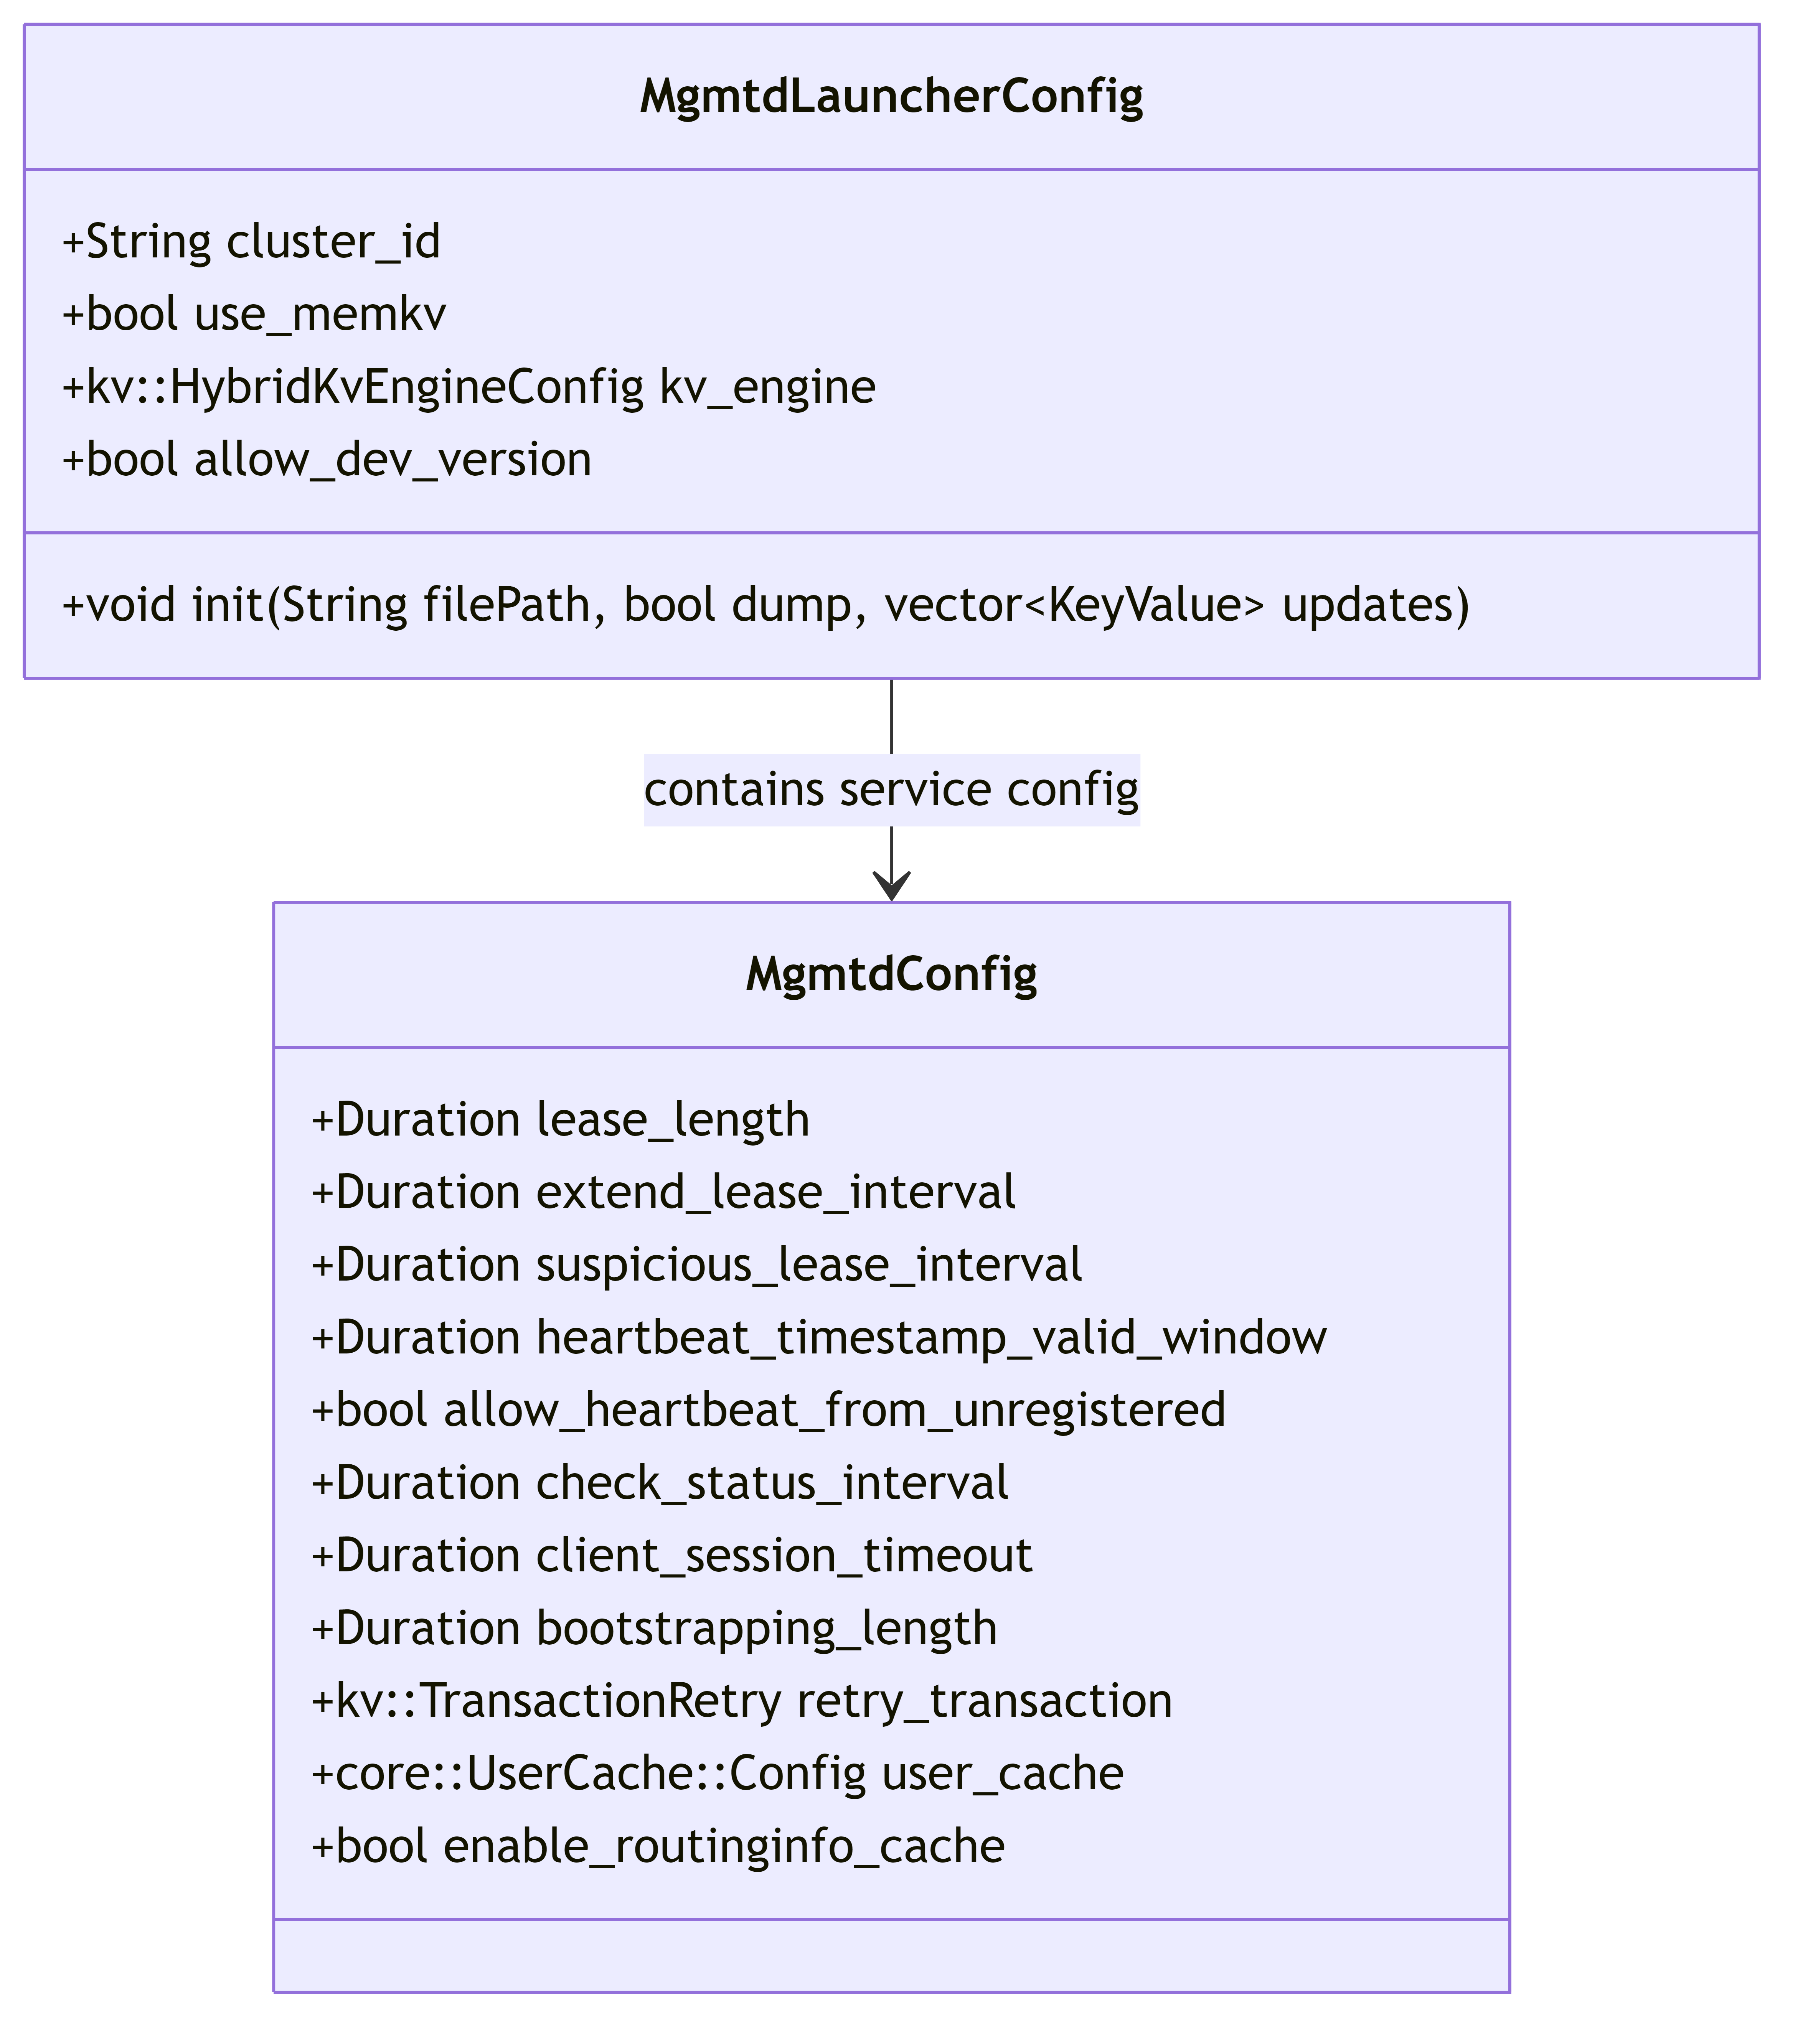 MgmtdLauncherConfig
+String cluster_id
+bool use_memkv
+kv::HybridKvEngineConfig kv_engine
+bool allow_dev_version
+void init(String filePath, bool dump, vector<KeyValue> updates)
contains service config
MgmtdConfig
+Duration lease_length
+Duration extend_lease_interval
+Duration suspicious_lease_interval
+Duration heartbeat_timestamp_valid_window
+bool allow_heartbeat_from_unregistered
+Duration check_status_interval
+Duration client_session_timeout
+Duration bootstrapping_length
+kv::TransactionRetry retry_transaction
+core::UserCache::Config user_cache
+bool enable_routinginfo_cache